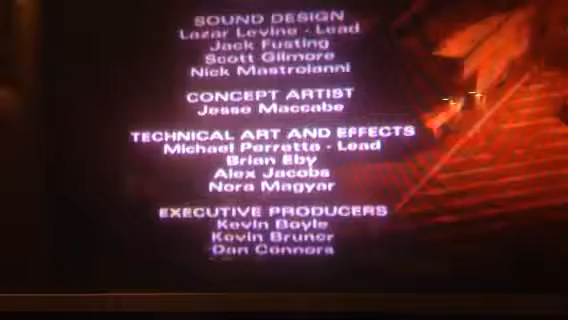 SOUND DESIGN
Lazar Levine - Lead
Jack Fusting
Scott Gilmore
Nick Mastroianni
CONCEPT ARTIST
Jesse Maccabe
TECHNICAL ART AND EFFECTS
Michael Perretta - Lead
Brian Eby
Alex Jacobs
Nora Magyar
EXECUTIVE PRODUCERS
Kevin Boyle
Kevin Bruner
Dan Connors